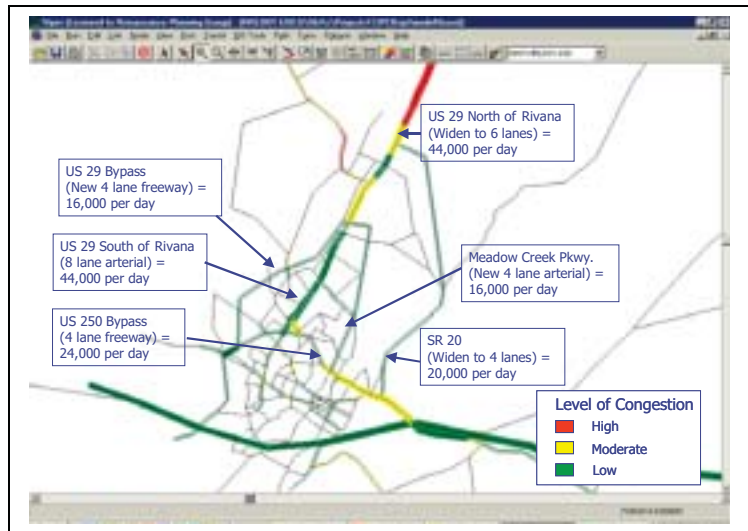 US 29 North of Rivana
(Widen to 6 lanes) =
44,000 per day
US 29 Bypass
(New 4 lane freeway) =
16,000 per day
US 29 South of Rivana
(8 lane arterial) =
44,000 per day
Meadow Creek Pkwy.
(New 4 lane arterial) =
16,000 per day
US 250 Bypass
(4 lane freeway) =
24,000 per day
SR 20
(Widen to 4 lanes) =
20,000 per day
Level of Congestion
High
Moderate
Low